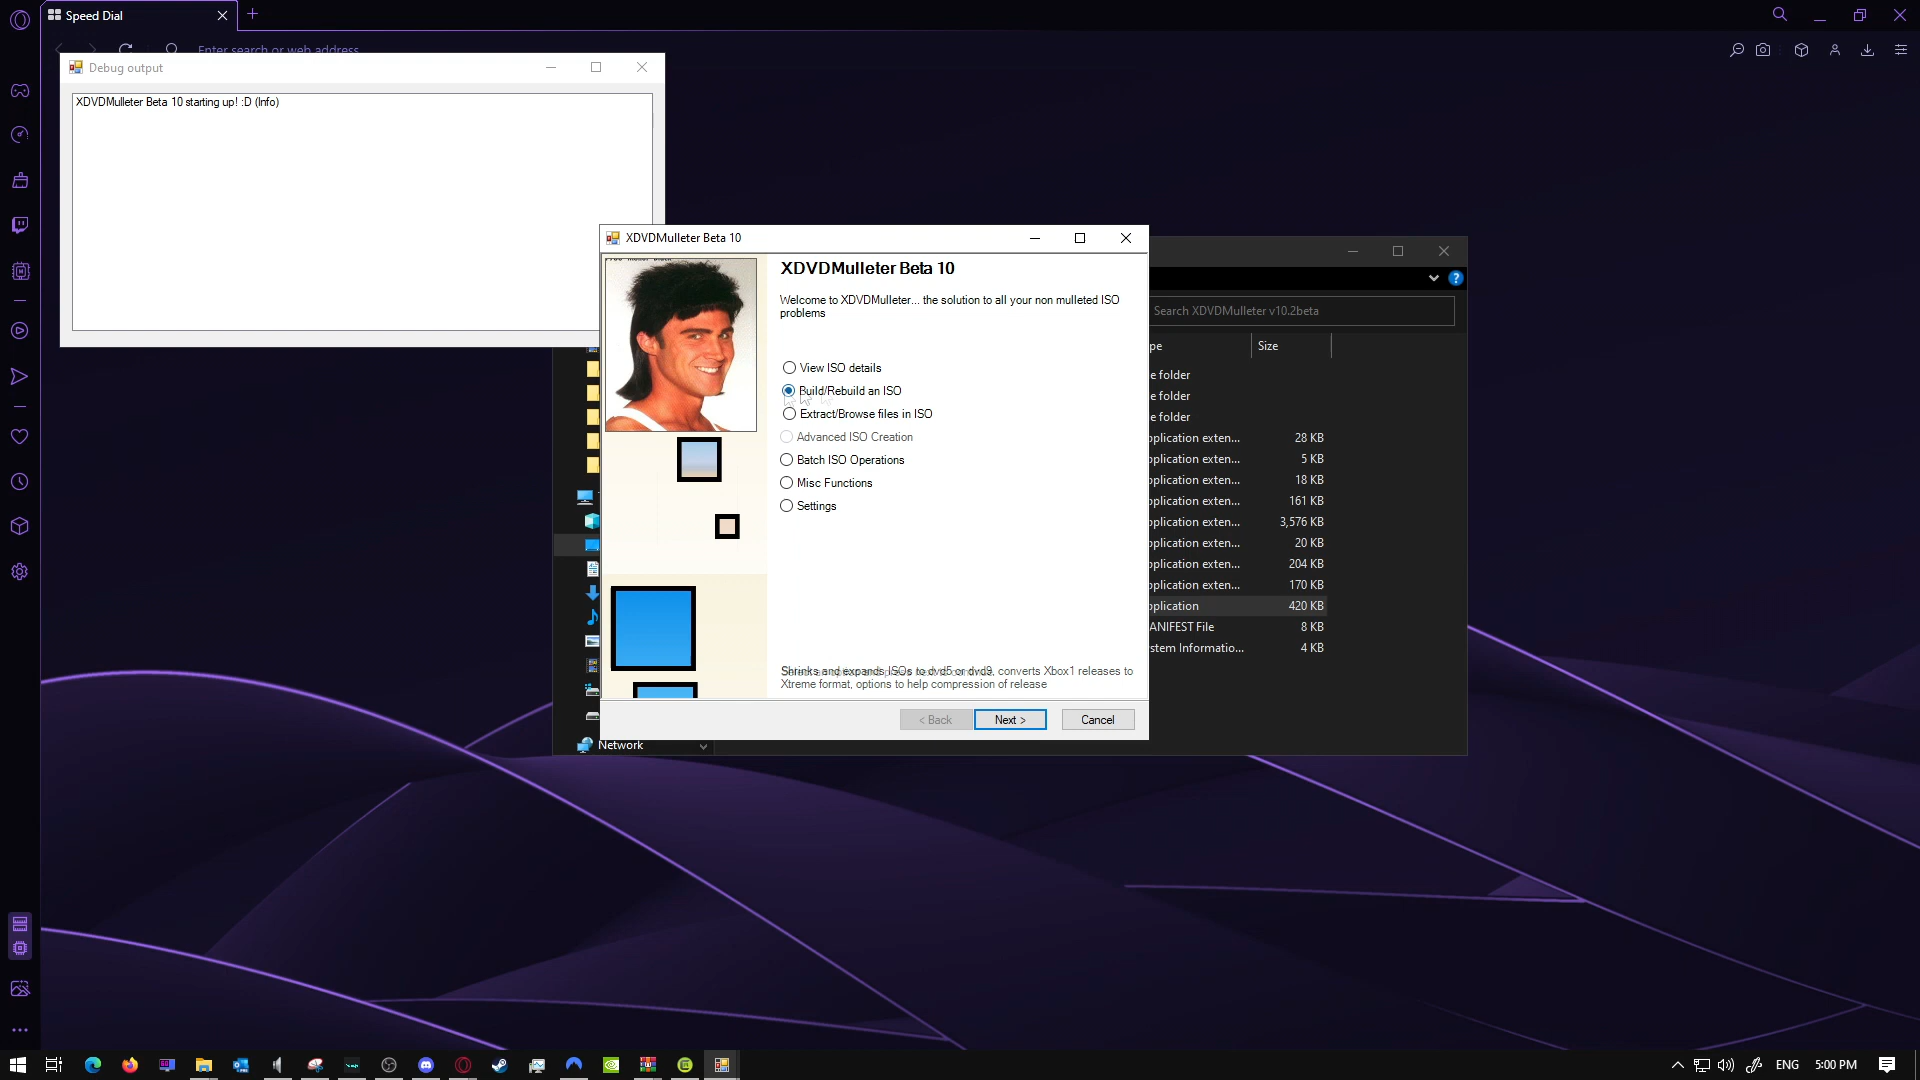 Speed Dial
Enter search or web address
Debug output
XDVDMulleter Beta 10 starting up! :D (Info)
XDVDMulleter Beta 10
XDVDMulleter Beta 10
Welcome to XDVDMulleter... the solution to all your non mulleted ISO
problems
View ISO details
Build/Rebuild an ISO
Extract/Browse files in ISO
Advanced ISO Creation
Batch ISO Operations
Misc Functions
Settings
Shrinks and expands ISOs to dvd5 or dvd9, converts Xbox1 releases to
Xtreme format, options to help compression of release
< Back
Next >
Cancel
Search XDVDMulleter v10.2beta
pe
Size
e folder
e folder
e folder
pplication exten...
28 KB
pplication exten...
5 KB
pplication exten...
18 KB
pplication exten...
161 KB
pplication exten...
3,576 KB
pplication exten...
20 KB
pplication exten...
204 KB
pplication exten...
170 KB
pplication
420 KB
ANIFEST File
8 KB
stem Informatio...
4 KB
Network
ENG
5:00 PM